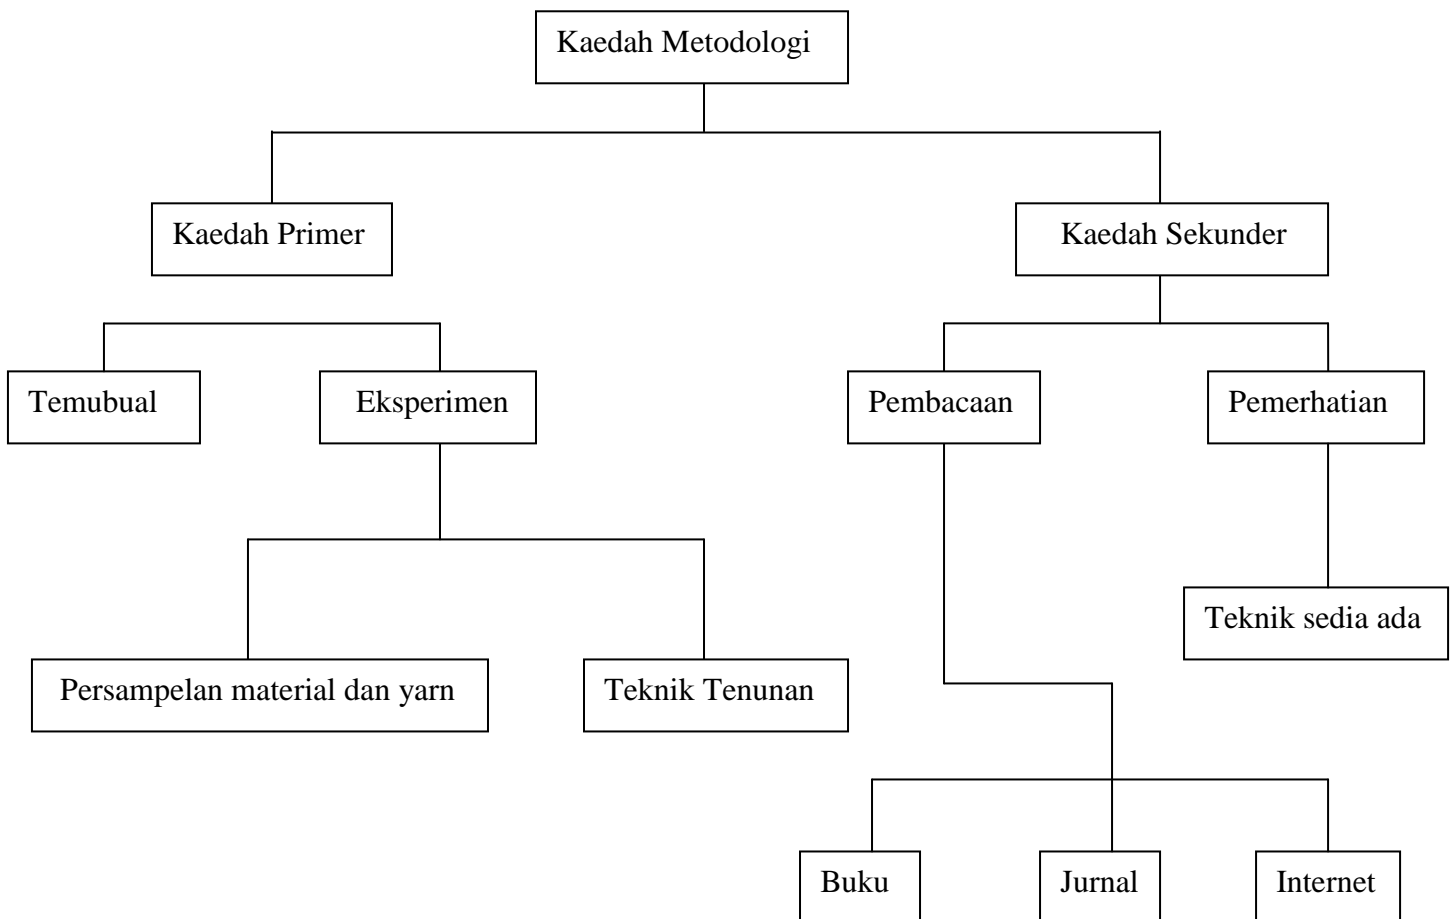 Kaedah Metodologi
Kaedah Primer
Kaedah Sekunder
Temubual
Eksperimen
Pembacaan
Pemerhatian
Teknik sedia ada
Persampelan material dan yarn
Teknik Tenunan
Buku
Jurnal
Internet